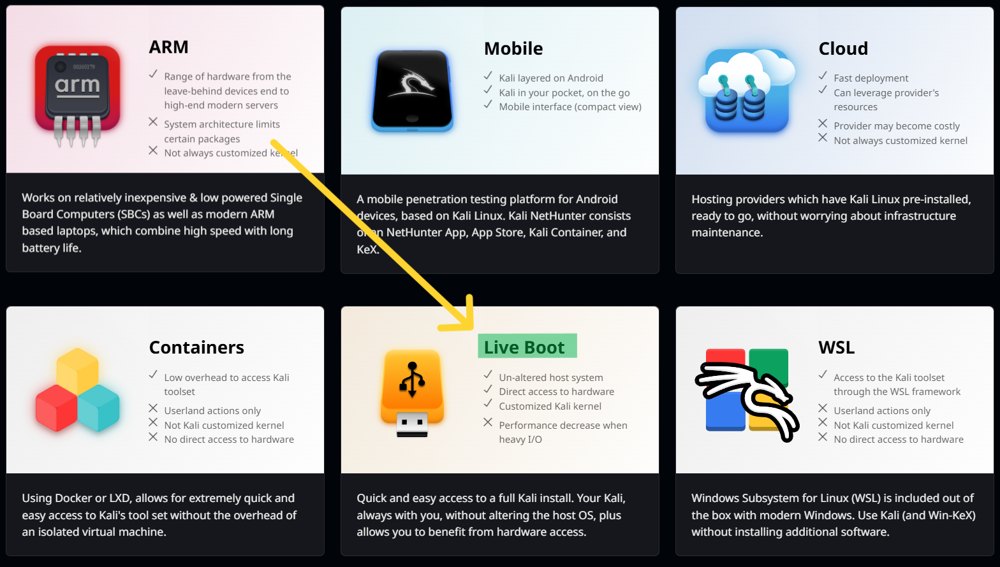 00350179
arm
ARM
Range of hardware from the
leave-behind devices end to
high-end modern servers
System architecture limits
certain packages
Not always customized kernel
Works on relatively inexpensive & low powered Single
Board Computers (SBCs) as well as modern ARM
based laptops, which combine high speed with long
battery life.
Mobile
Kali layered on Android
Kali in your pocket, on the go
Mobile interface (compact view)
A mobile penetration testing platform for Android
devices, based on Kali Linux. Kali NetHunter consists
of an NetHunter App, App Store, Kali Container, and
KeX.
Cloud
Fast deployment
Can leverage provider's
resources
Provider may become costly
Not always customized kernel
Hosting providers which have Kali Linux pre-installed,
ready to go, without worrying about infrastructure
maintenance.
Containers
Low overhead to access Kali
toolset
Userland actions only
Not Kali customized kernel
No direct access to hardware
Using Docker or LXD, allows for extremely quick and
easy access to Kali's tool set without the overhead of
an isolated virtual machine.
Live Boot
Un-altered host system
Direct access to hardware
Customized Kali kernel
Performance decrease when
heavy I/O
Quick and easy access to a full Kali install. Your Kali,
always with you, without altering the host OS, plus
allows you to benefit from hardware access.
WSL
Access to the Kali toolset
through the WSL framework
Userland actions only
Not Kali customized kernel
No direct access to hardware
Windows Subsystem for Linux (WSL) is included out of
the box with modern Windows. Use Kali (and Win-KeX)
without installing additional software.